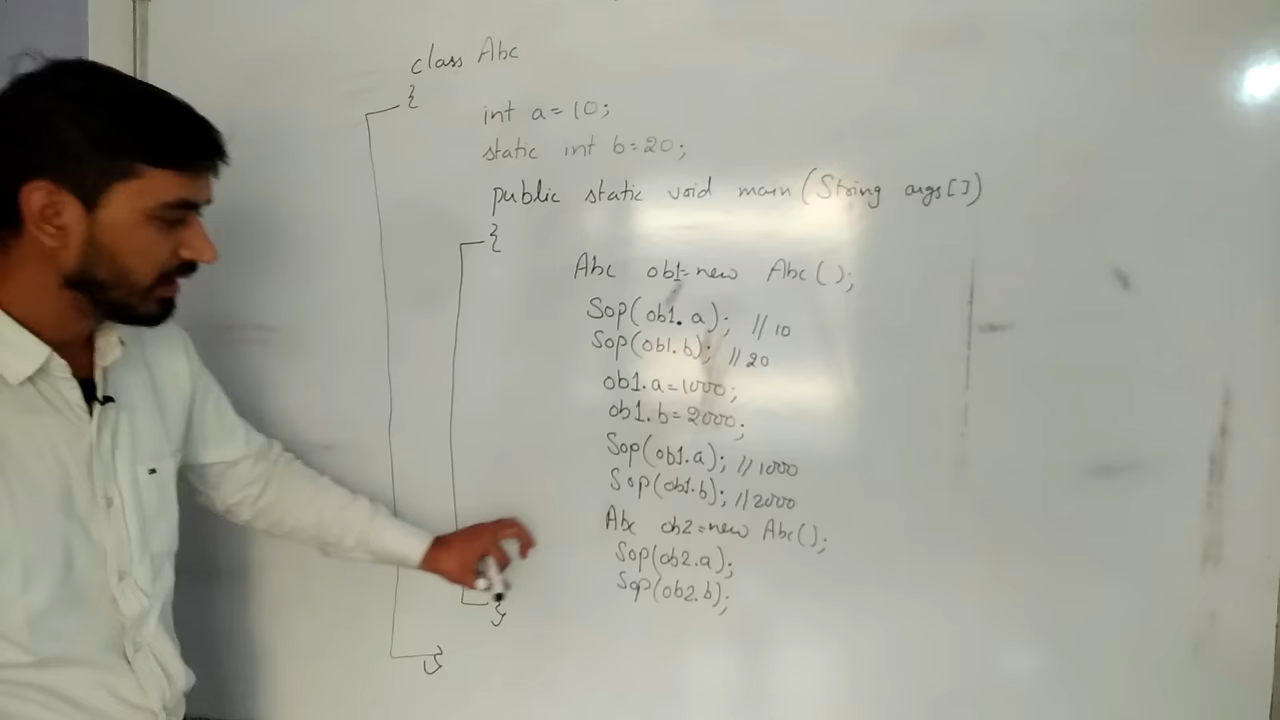 class Abc
{
int a=10;
static int b=20;
public static void main(String args[])
{
Abc ob1=new Abc();
Sop(ob1.a); //10
Sop(ob1.b); //20
ob1.a=1000;
ob1.b=2000;
Sop(ob1.a); //1000
Sop(ob1.b); //2000
Abc ob2=new Abc();
Sop(ob2.a);
Sop(ob2.b);
}
}